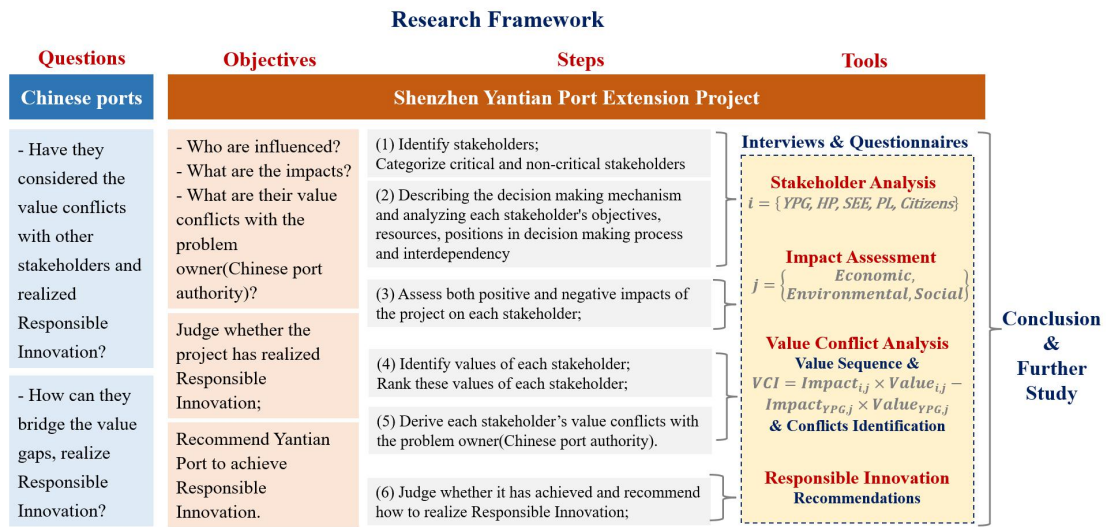 Research Framework
Questions
Objectives
Steps
Tools
Chinese ports
Shenzhen Yantian Port Extension Project
- Have they
considered the
value conflicts
with other
stakeholders and
realized
Responsible
Innovation?
- How can they
bridge the value
gaps, realize
Responsible
Innovation?
- Who are influenced?
- What are the impacts?
- What are their value
conflicts with the
problem
owner(Chinese port
authority)?
Judge whether the
project has realized
Responsible
Innovation;
Recommend Yantian
Port to achieve
Responsible
Innovation.
(1) Identify stakeholders;
Categorize critical and non-critical stakeholders
(2) Describing the decision making mechanism
and analyzing each stakeholder's objectives,
resources, positions in decision making process
and interdependency
(3) Assess both positive and negative impacts of
the project on each stakeholder;
(4) Identify values of each stakeholder;
Rank these values of each stakeholder;
(5) Derive each stakeholder’s value conflicts with
the problem owner(Chinese port authority).
(6) Judge whether it has achieved and recommend
how to realize Responsible Innovation;
Interviews & Questionnaires
Stakeholder Analysis
i = {YPG, HP, SEE, PL, Citizens}
Impact Assessment
j = { Economic,
Environmental, Social }
Value Conflict Analysis
Value Sequence &
VCI = Impact_{i,j} × Value_{i,j} −
Impact_{YPG,j} × Value_{YPG,j}
& Conflicts Identification
Responsible Innovation
Recommendations
Conclusion
&
Further
Study